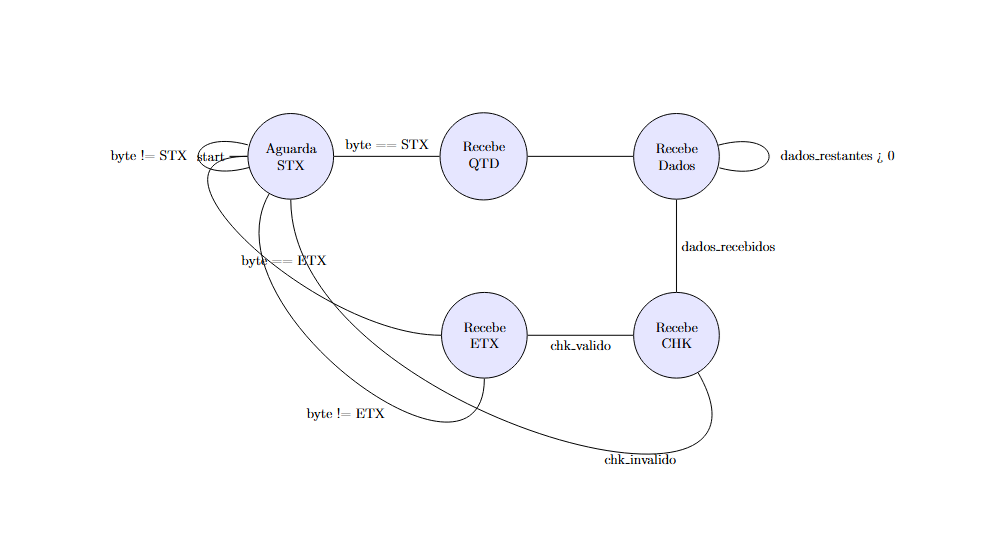 byte == STX
byte != STX
start
Aguarda
STX
Recebe
QTD
Recebe
Dados
dados_restantes ¿ 0
dados_recebidos
byte == ETX
Recebe
ETX
chk_valido
Recebe
CHK
byte != ETX
chk_invalido